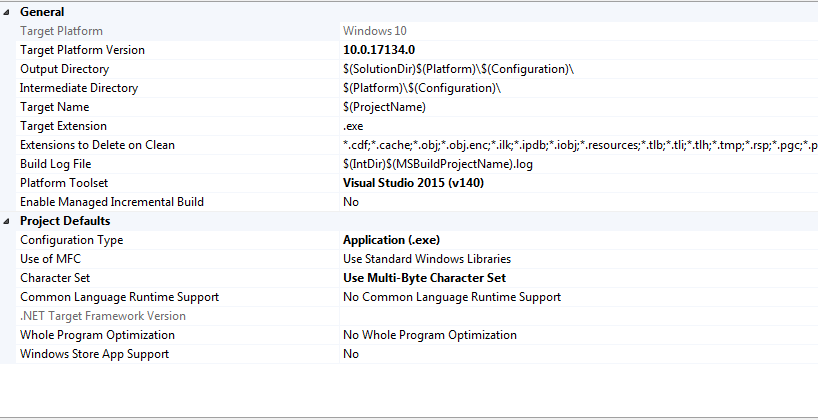 General
Target Platform Windows 10
Target Platform Version 10.0.17134.0
Output Directory $(SolutionDir)$(Platform)\$(Configuration)\
Intermediate Directory $(Platform)\$(Configuration)\
Target Name $(ProjectName)
Target Extension .exe
Extensions to Delete on Clean *.cdf;*.cache;*.obj;*.obj.enc;*.ilk;*.ipdb;*.iobj;*.resources;*.tlb;*.tli;*.tlh;*.tmp;*.rsp;*.pgc;*.p
Build Log File $(IntDir)$(MSBuildProjectName).log
Platform Toolset Visual Studio 2015 (v140)
Enable Managed Incremental Build No
Project Defaults
Configuration Type Application (.exe)
Use of MFC Use Standard Windows Libraries
Character Set Use Multi-Byte Character Set
Common Language Runtime Support No Common Language Runtime Support
.NET Target Framework Version
Whole Program Optimization No Whole Program Optimization
Windows Store App Support No